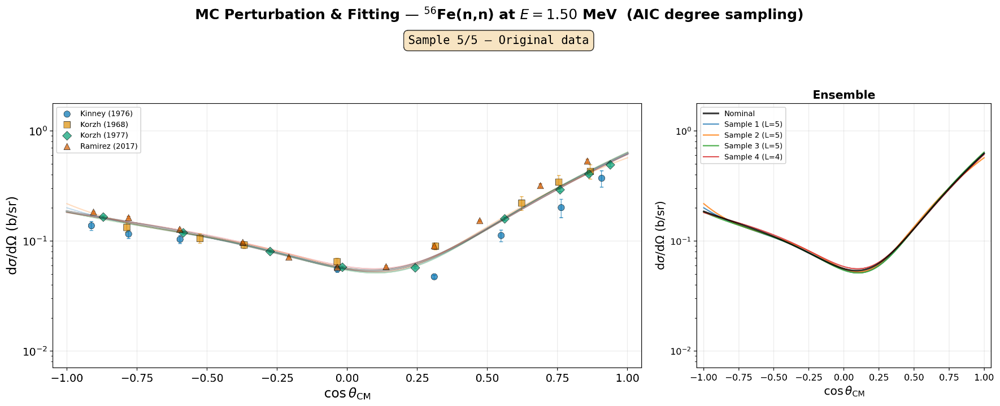 MC Perturbation & Fitting — ⁵⁶Fe(n,n) at E = 1.50 MeV (AIC degree sampling)
Sample 5/5 — Original data
Kinney (1976)
Korzh (1968)
Korzh (1977)
Ramirez (2017)
10⁰
10⁻¹
10⁻²
dσ/dΩ (b/sr)
−1.00 −0.75 −0.50 −0.25 0.00 0.25 0.50 0.75 1.00
cos θCM
Ensemble
Nominal
Sample 1 (L=5)
Sample 2 (L=5)
Sample 3 (L=5)
Sample 4 (L=4)
10⁰
10⁻¹
10⁻²
dσ/dΩ (b/sr)
−1.00 −0.75 −0.50 −0.25 0.00 0.25 0.50 0.75 1.00
cos θCM